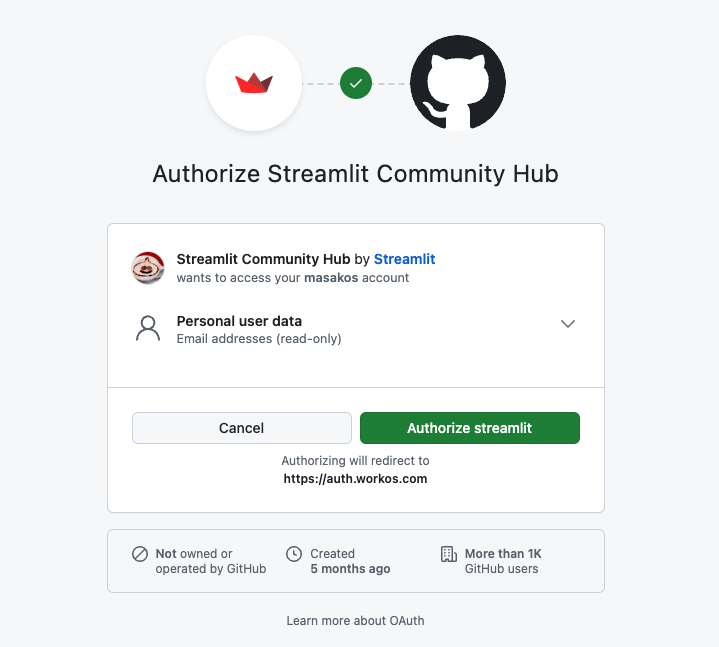 Authorize Streamlit Community Hub
Streamlit Community Hub by Streamlit
wants to access your masakos account
Personal user data
Email addresses (read-only)
Cancel
Authorize streamlit
Authorizing will redirect to
https://auth.workos.com
Not owned or
operated by GitHub
Created
5 months ago
More than 1K
GitHub users
Learn more about OAuth